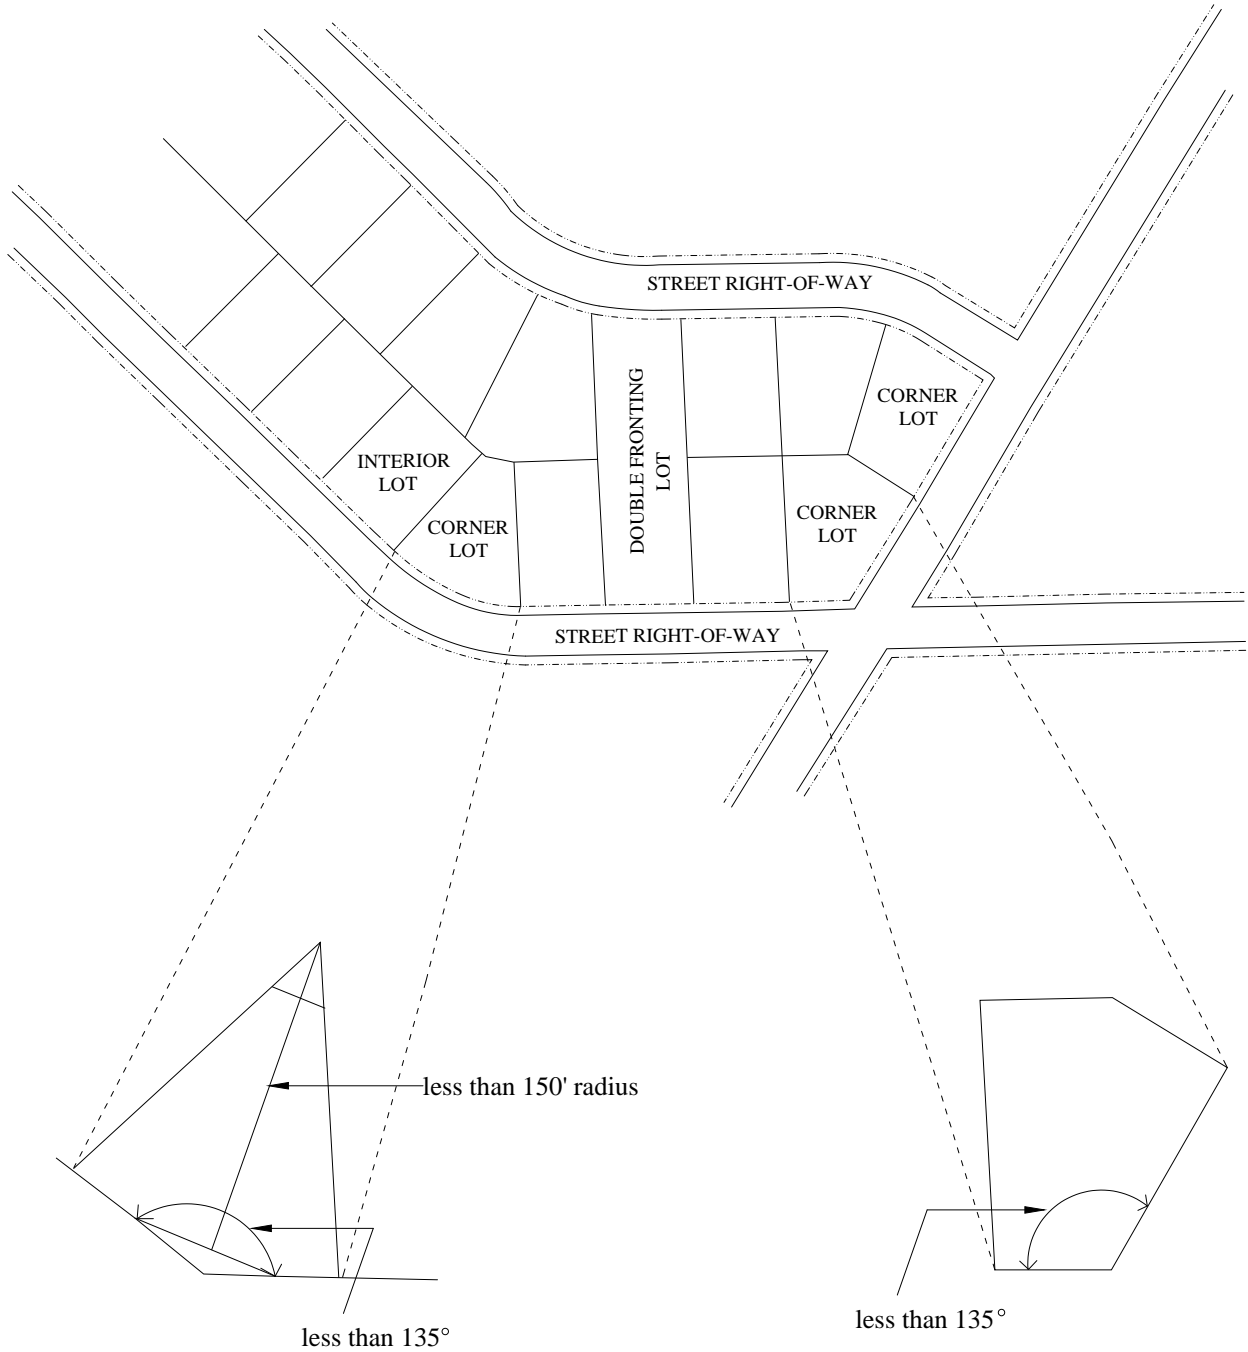 STREET RIGHT-OF-WAY
CORNER
LOT
DOUBLE FRONTING
LOT
INTERIOR
LOT
CORNER
LOT
CORNER
LOT
STREET RIGHT-OF-WAY
less than 150' radius
less than 135°
less than 135°